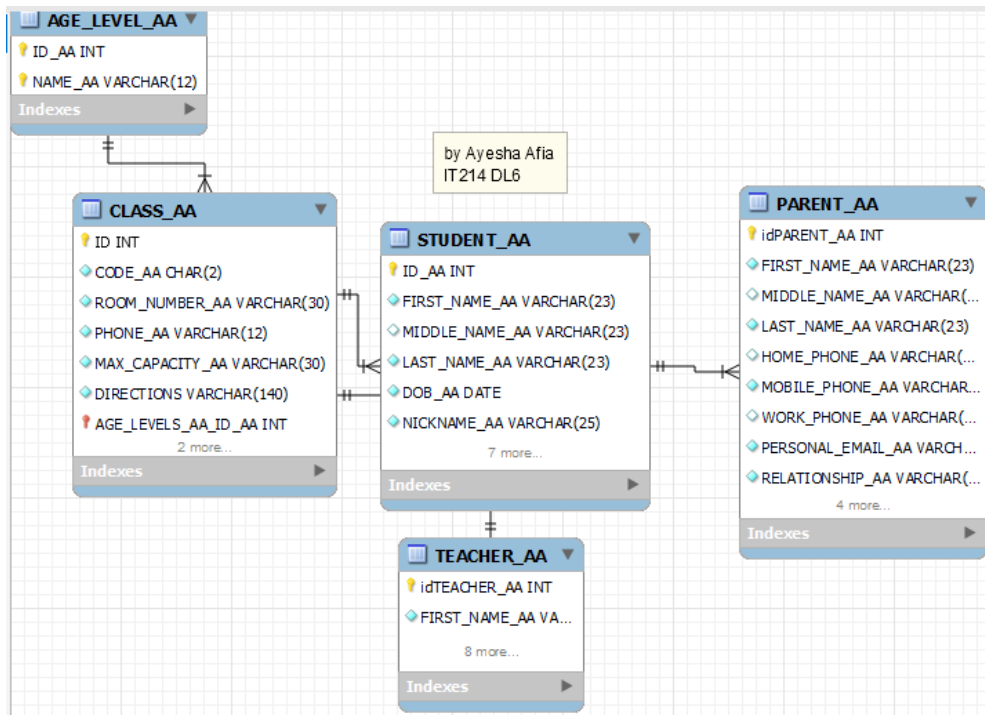 AGE_LEVEL_AA
ID_AA INT
NAME_AA VARCHAR(12)
Indexes
by Ayesha Afia
IT214 DL6
CLASS_AA
ID INT
CODE_AA CHAR(2)
ROOM_NUMBER_AA VARCHAR(30)
PHONE_AA VARCHAR(12)
MAX_CAPACITY_AA VARCHAR(30)
DIRECTIONS VARCHAR(140)
AGE_LEVELS_AA_ID_AA INT
2 more...
Indexes
STUDENT_AA
ID_AA INT
FIRST_NAME_AA VARCHAR(23)
MIDDLE_NAME_AA VARCHAR(23)
LAST_NAME_AA VARCHAR(23)
DOB_AA DATE
NICKNAME_AA VARCHAR(25)
7 more...
Indexes
PARENT_AA
idPARENT_AA INT
FIRST_NAME_AA VARCHAR(23)
MIDDLE_NAME_AA VARCHAR(...
LAST_NAME_AA VARCHAR(23)
HOME_PHONE_AA VARCHAR(...
MOBILE_PHONE_AA VARCHAR...
WORK_PHONE_AA VARCHAR(...
PERSONAL_EMAIL_AA VARCH...
RELATIONSHIP_AA VARCHAR(...
4 more...
Indexes
TEACHER_AA
idTEACHER_AA INT
FIRST_NAME_AA VA...
8 more...
Indexes